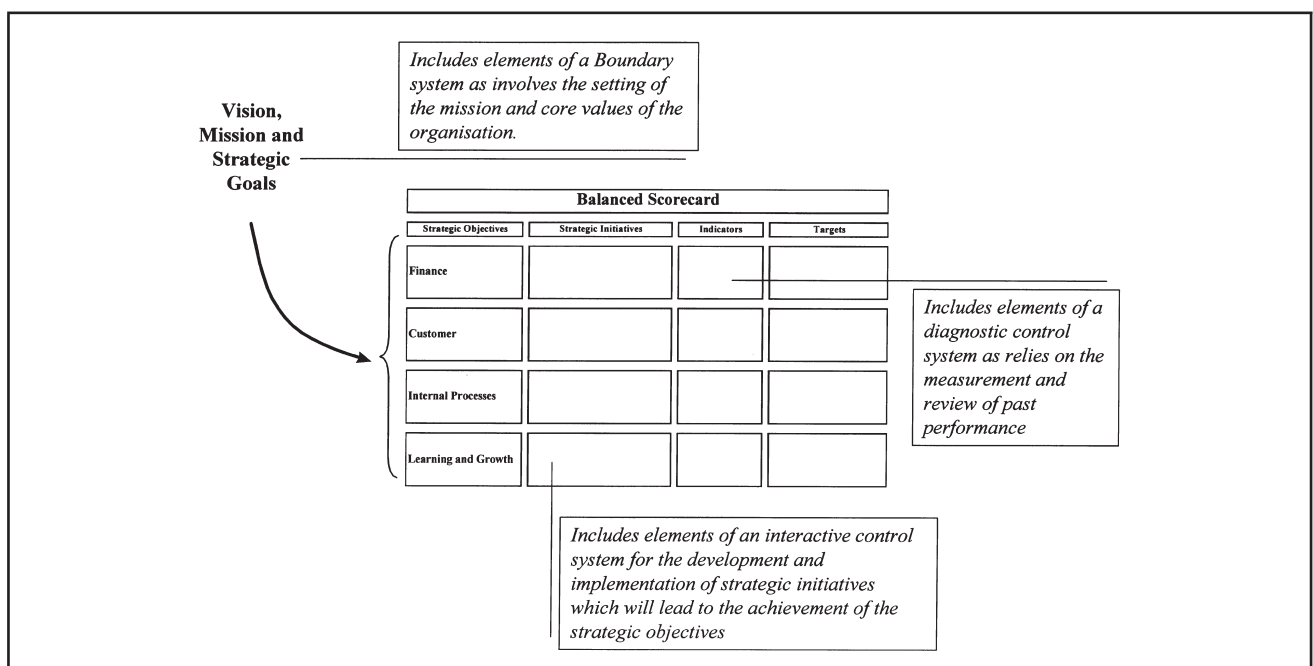 Includes elements of a Boundary
system as involves the setting of
the mission and core values of the
organisation.
Vision,
Mission and
Strategic
Goals
Balanced Scorecard
Strategic Objectives Strategic Initiatives Indicators Targets
Finance
Customer
Internal Processes
Learning and Growth
Includes elements of a
diagnostic control
system as relies on the
measurement and
review of past
performance
Includes elements of an interactive control
system for the development and
implementation of strategic initiatives
which will lead to the achievement of the
strategic objectives